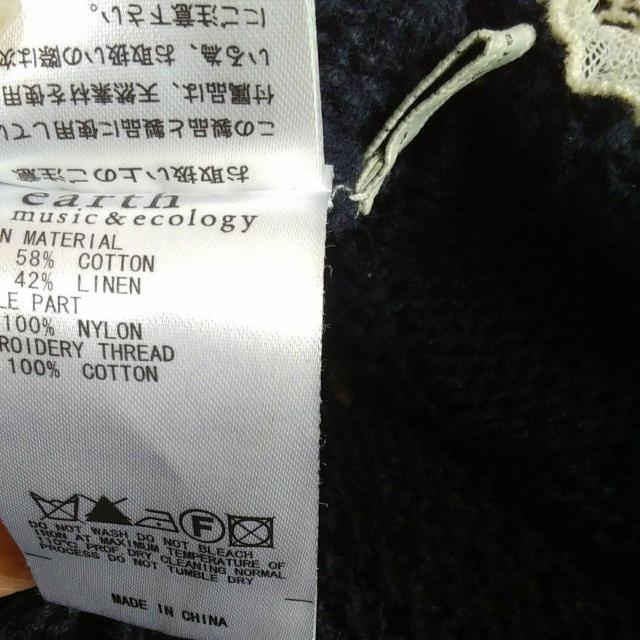 お取扱い上のご注意
この製品と製品に使用してい
付属品は、天然素材を使用
いる為、お取扱いの際は次
にご注意下さい。
earth
music&ecology
N MATERIAL
58% COTTON
42% LINEN
LE PART
100% NYLON
ROIDERY THREAD
100% COTTON
F
DO NOT WASH DO NOT BLEACH
IRON AT
MUM TEMPERATURE OF
DRY CLEANING NORMAL
PROCESS DO NOT TUMBLE DRY
MADE IN CHINA